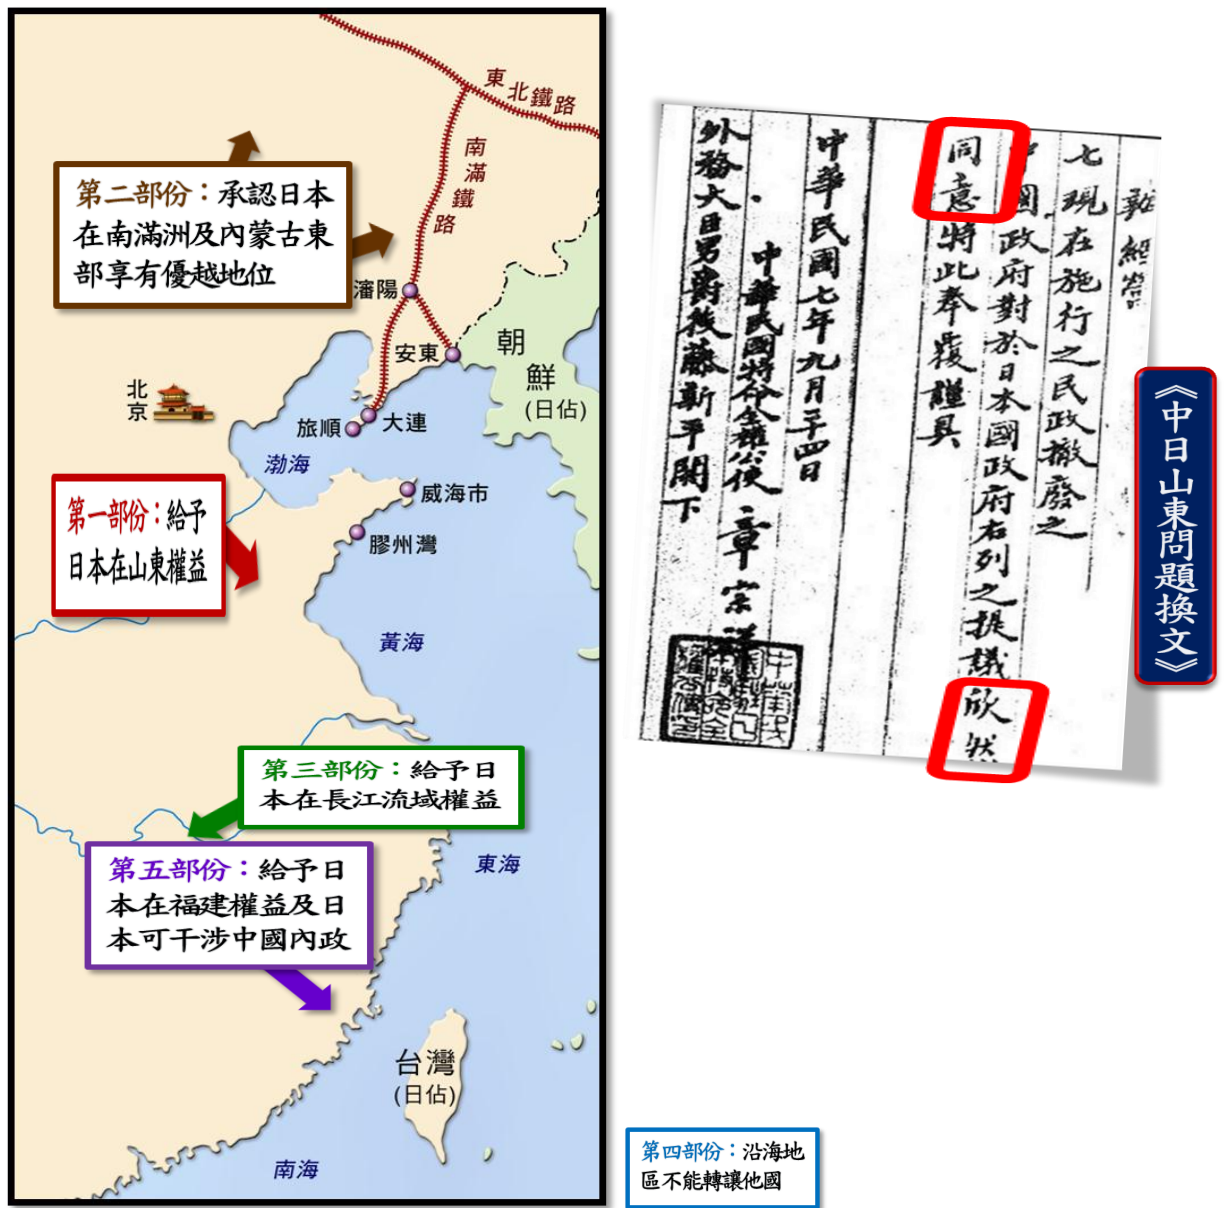 東北鐵路
南滿鐵路
第二部份：承認日本
在南滿洲及內蒙古東
部享有優越地位
瀋陽
安東
朝鮮
(日佔)
北京
旅順
大連
渤海
威海市
膠州灣
第一部份：給予
日本在山東權益
黃海
第三部份：給予日
本在長江流域權益
第五部份：給予日
本在福建權益及日
本可干涉中國內政
東海
台灣
(日佔)
南海
經營
七現在施行之民政撤廢之
中國政府對於日本國政府右列之提議欣然
同意特此奉覆謹具
中華民國七年九月二十四日
中華民國特命全權公使 章宗祥
外務大臣男爵後藤新平閣下
《中日山東問題換文》
第四部份：沿海地
區不能轉讓他國